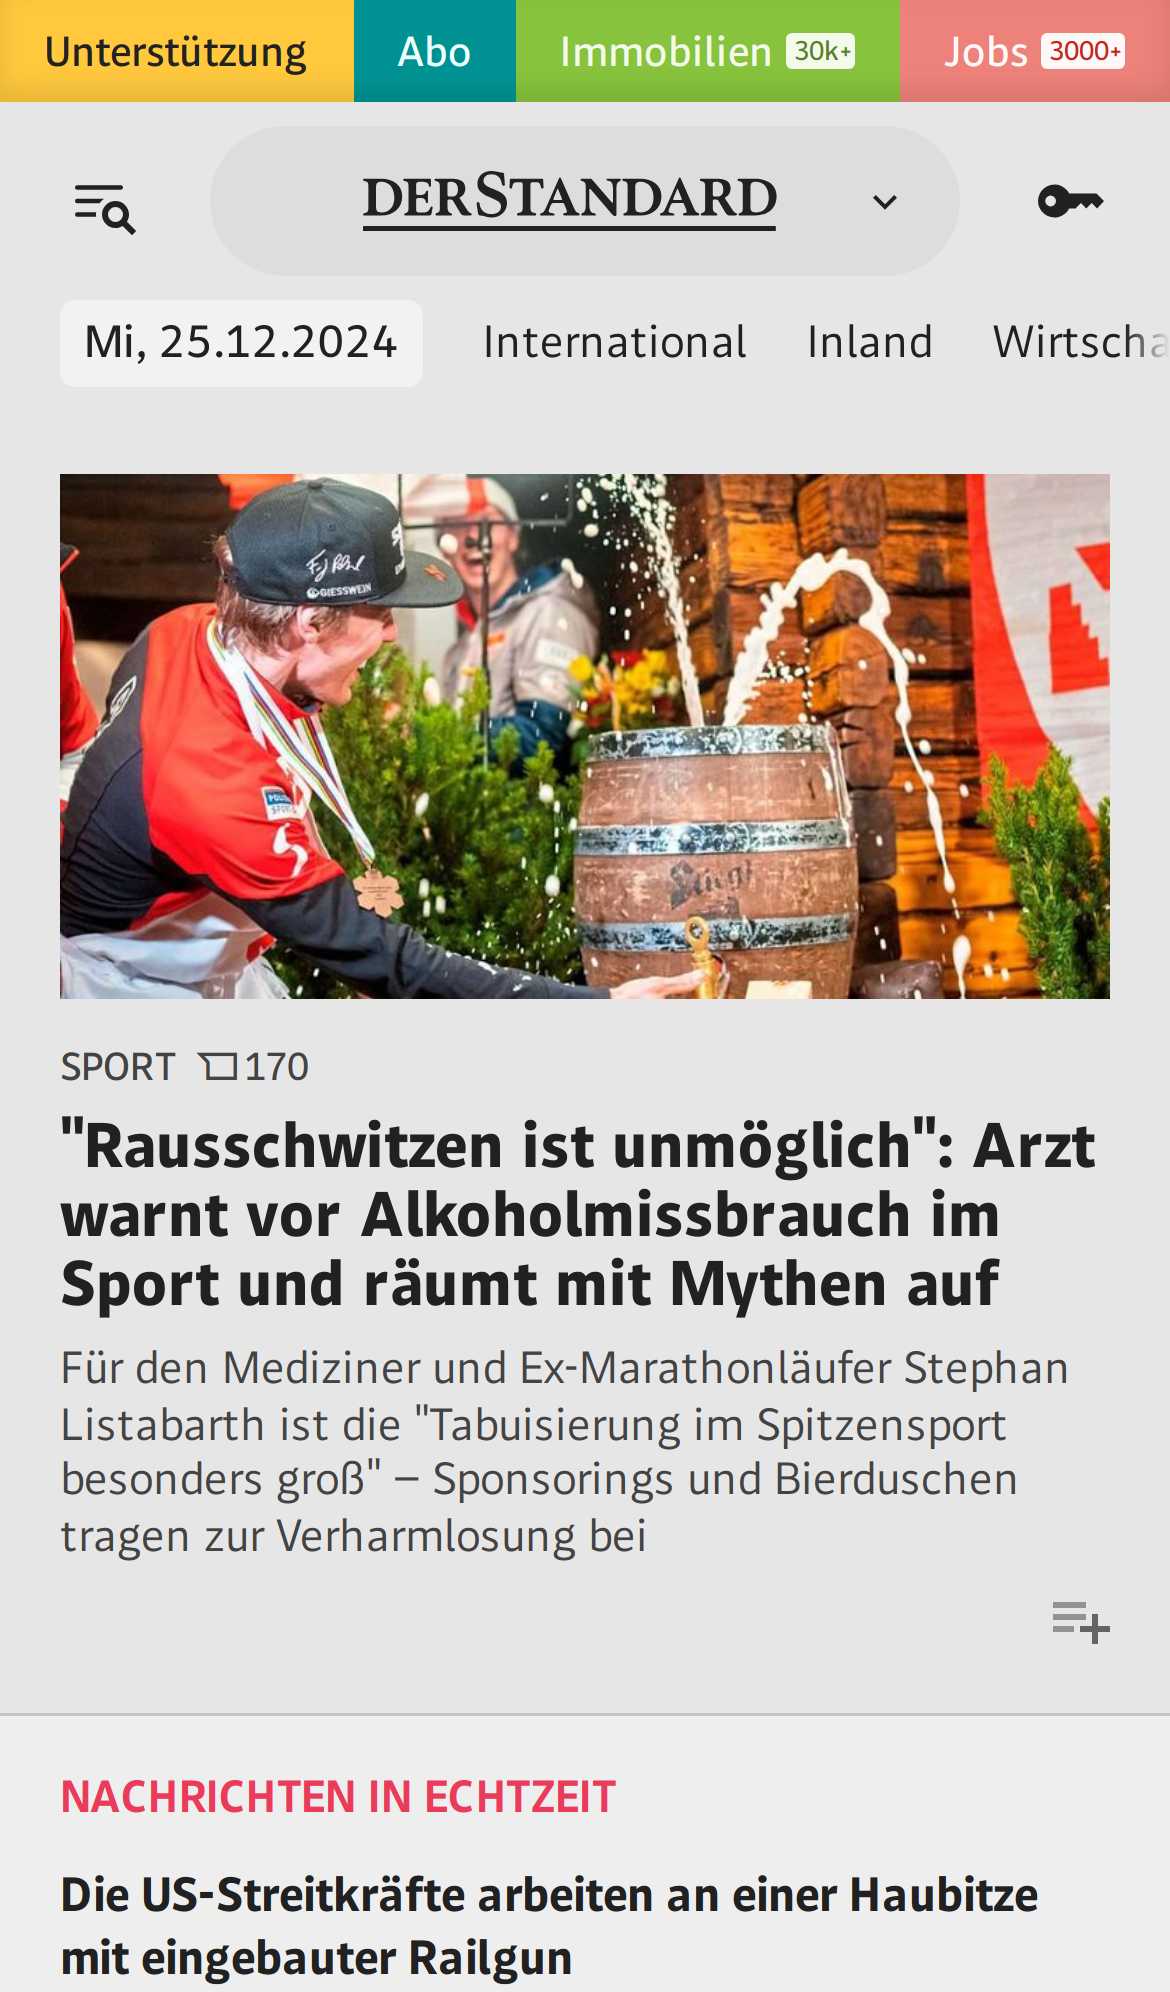 Unterstützung
Abo
Immobilien 30k+
Jobs 3000+
DERSTANDARD
Mi, 25.12.2024
International
Inland
Wirtscha
GIESSWEIN
Stiegl
SPORT 170
"Rausschwitzen ist unmöglich": Arzt
warnt vor Alkoholmissbrauch im
Sport und räumt mit Mythen auf
Für den Mediziner und Ex-Marathonläufer Stephan
Listabarth ist die "Tabuisierung im Spitzensport
besonders groß" – Sponsorings und Bierduschen
tragen zur Verharmlosung bei
NACHRICHTEN IN ECHTZEIT
Die US-Streitkräfte arbeiten an einer Haubitze
mit eingebauter Railgun